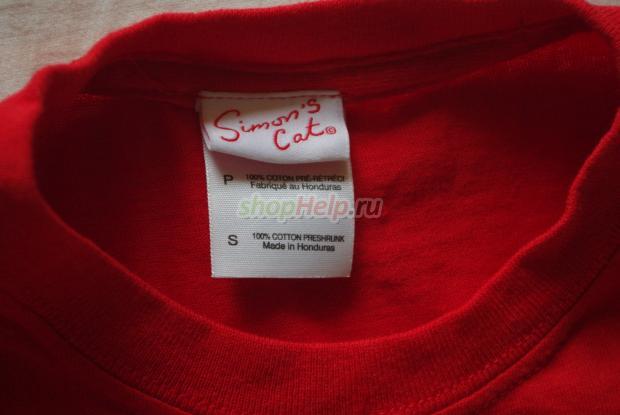 Simon's
Cat©
P
100% COTON PRÉ-RÉTRÉCI
Fabriqué au Honduras
shopHelp.ru
S
100% COTTON PRESHRUNK
Made in Honduras